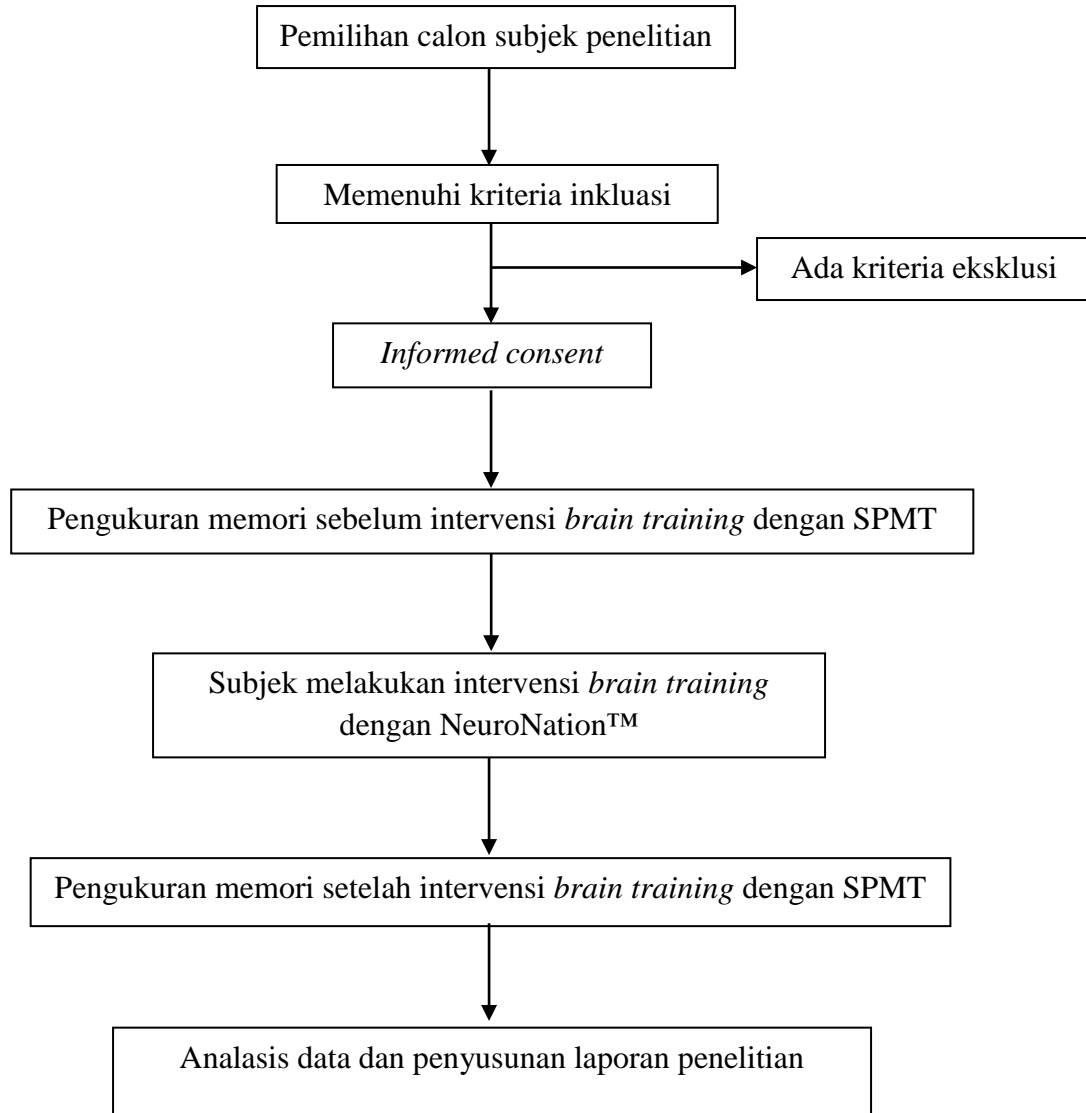 Pemilihan calon subjek penelitian
Memenuhi kriteria inkluasi
Ada kriteria eksklusi
Informed consent
Pengukuran memori sebelum intervensi brain training dengan SPMT
Subjek melakukan intervensi brain training
dengan NeuroNation™
Pengukuran memori setelah intervensi brain training dengan SPMT
Analasis data dan penyusunan laporan penelitian